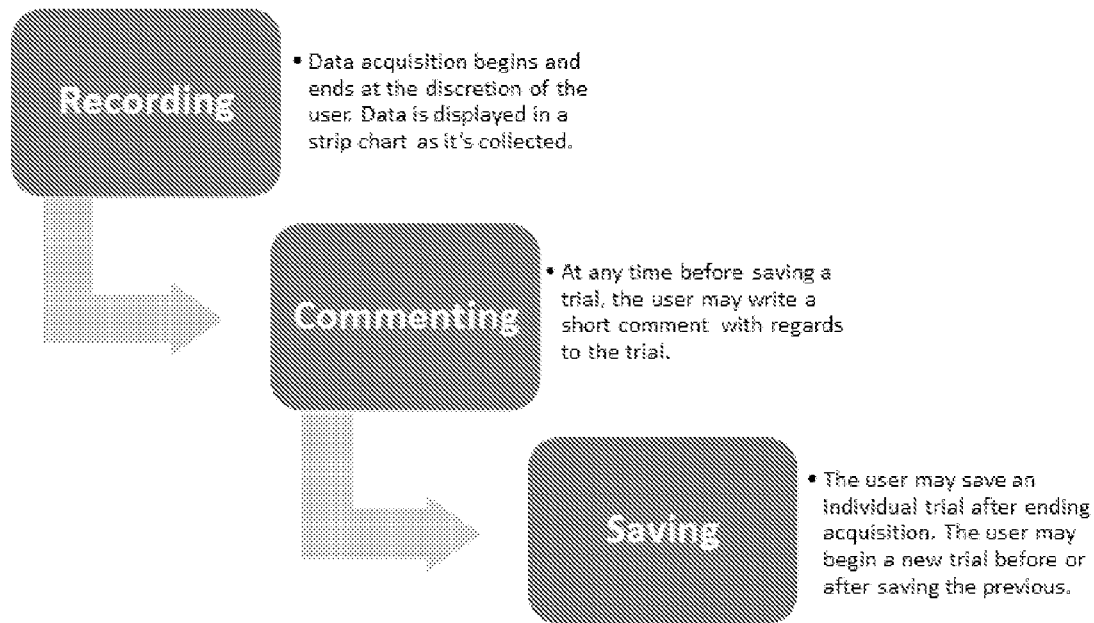 Recording
• Data acquisition begins and
ends at the discretion of the
user. Data is displayed in a
strip chart as it's collected.
Commenting
• At any time before saving a
trial, the user may write a
short comment with regards
to the trial.
Saving
• The user may save an
individual trial after ending
acquisition. The user may
begin a new trial before or
after saving the previous.